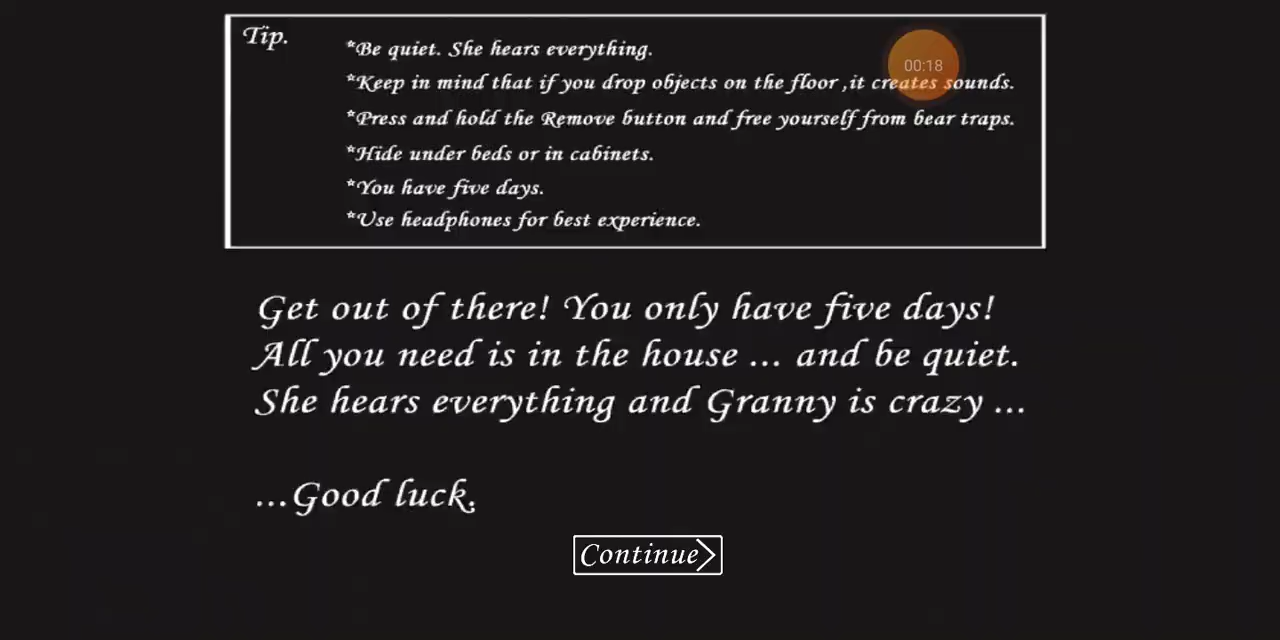 Tip.
*Be quiet. She hears everything.
00:18
*Keep in mind that if you drop objects on the floor ,it creates sounds.
*Press and hold the Remove button and free yourself from bear traps.
*Hide under beds or in cabinets.
*You have five days.
*Use headphones for best experience.
Get out of there! You only have five days!
All you need is in the house ... and be quiet.
She hears everything and Granny is crazy ...
...Good luck.
Continue>